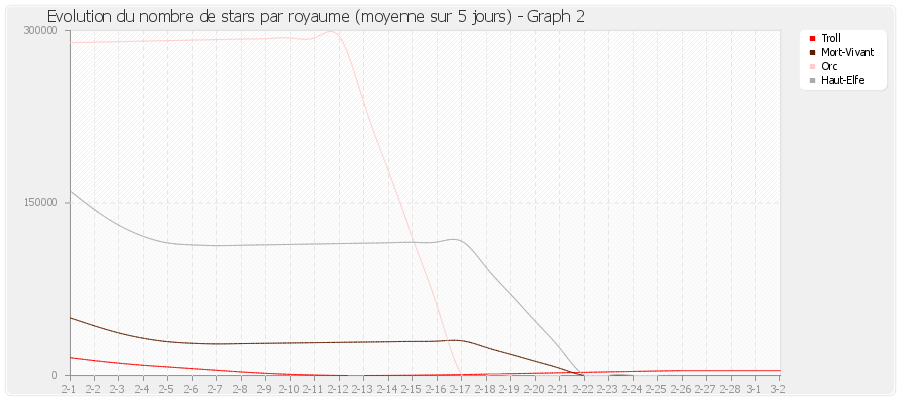 Evolution du nombre de stars par royaume (moyenne sur 5 jours) - Graph 2
300000
150000
0
2-1 2-2 2-3 2-4 2-5 2-6 2-7 2-8 2-9 2-10 2-11 2-12 2-13 2-14 2-15 2-16 2-17 2-18 2-19 2-20 2-21 2-22 2-23 2-24 2-25 2-26 2-27 2-28 3-1 3-2
Troll
Mort-Vivant
Orc
Haut-Elfe